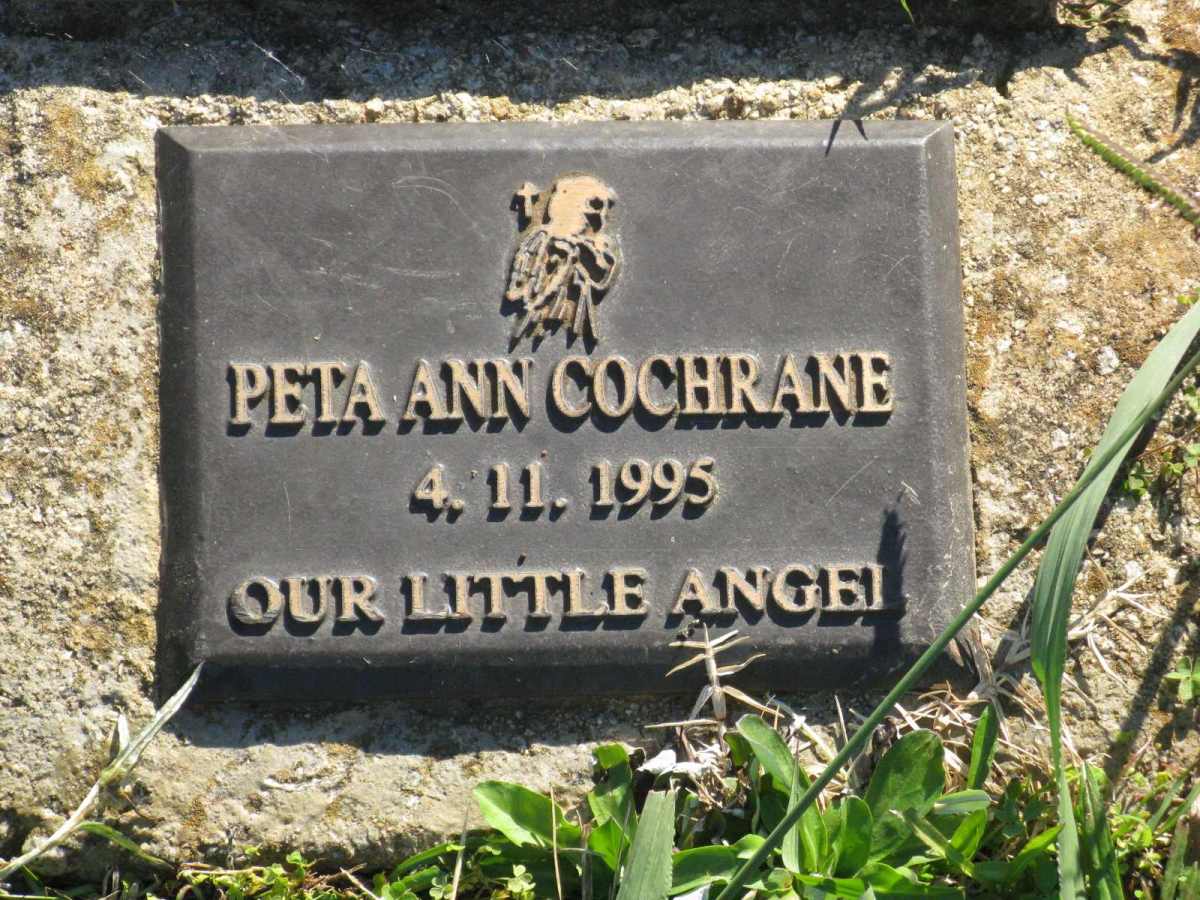 PETA ANN COCHRANE
4. 11. 1995
OUR LITTLE ANGEL